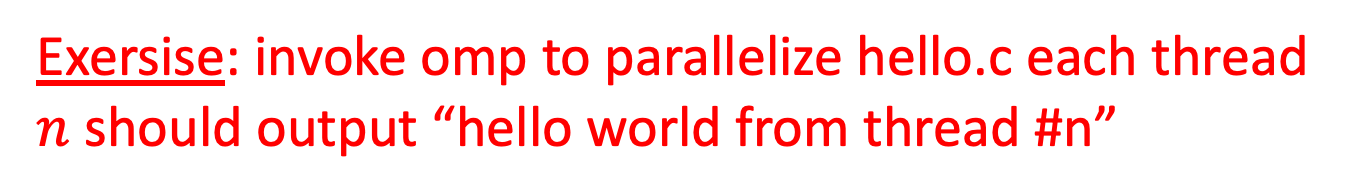 Exersise: invoke omp to parallelize hello.c each thread
n should output “hello world from thread #n”